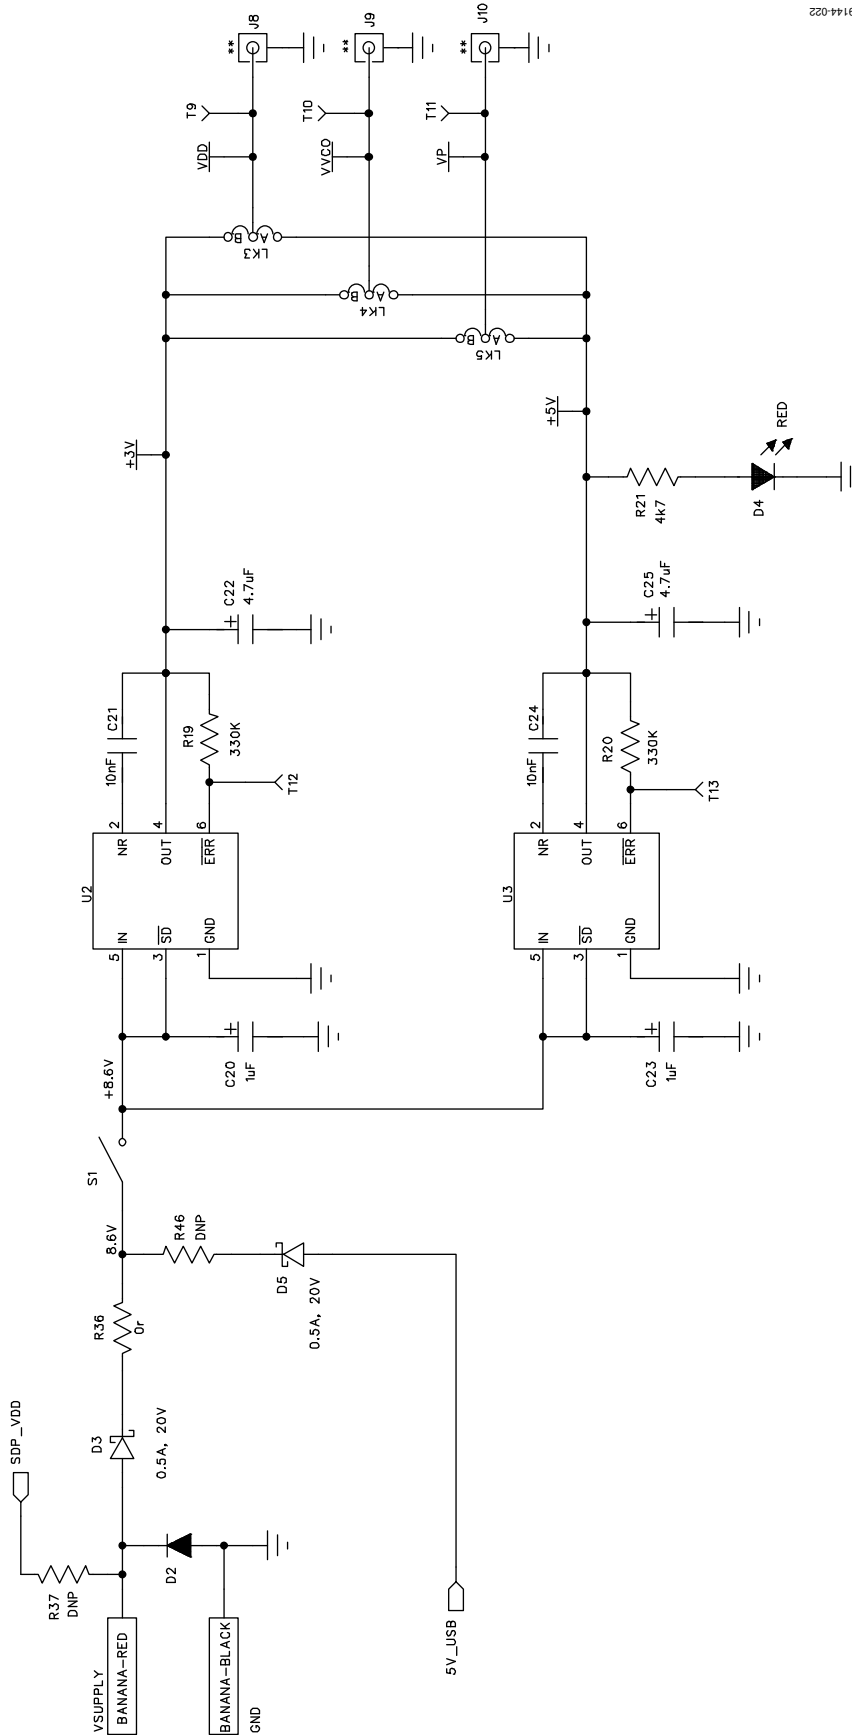 VSUPPLY
BANANA-RED
BANANA-BLACK
GND
R37
DNP
SDP_VDD
D2
D3
0.5A, 20V
R36
0r
8.6V
R46
DNP
D5
0.5A, 20V
5V_USB
S1
+8.6V
C20
1uF
+
U2
5
IN
3
SD
1
GND
2
NR
4
OUT
6
ERR
10nF
C21
R19
330K
T12
+
C22
4.7uF
+3V
C23
1uF
+
U3
5
IN
3
SD
1
GND
2
NR
4
OUT
6
ERR
10nF
C24
R20
330K
T13
+
C25
4.7uF
R21
4k7
D4
RED
+5V
LK3
A
B
LK4
A
B
LK5
A
B
VDD
T9
J8
**
VVCO
T10
J9
**
VP
T11
J10
**
9144-022